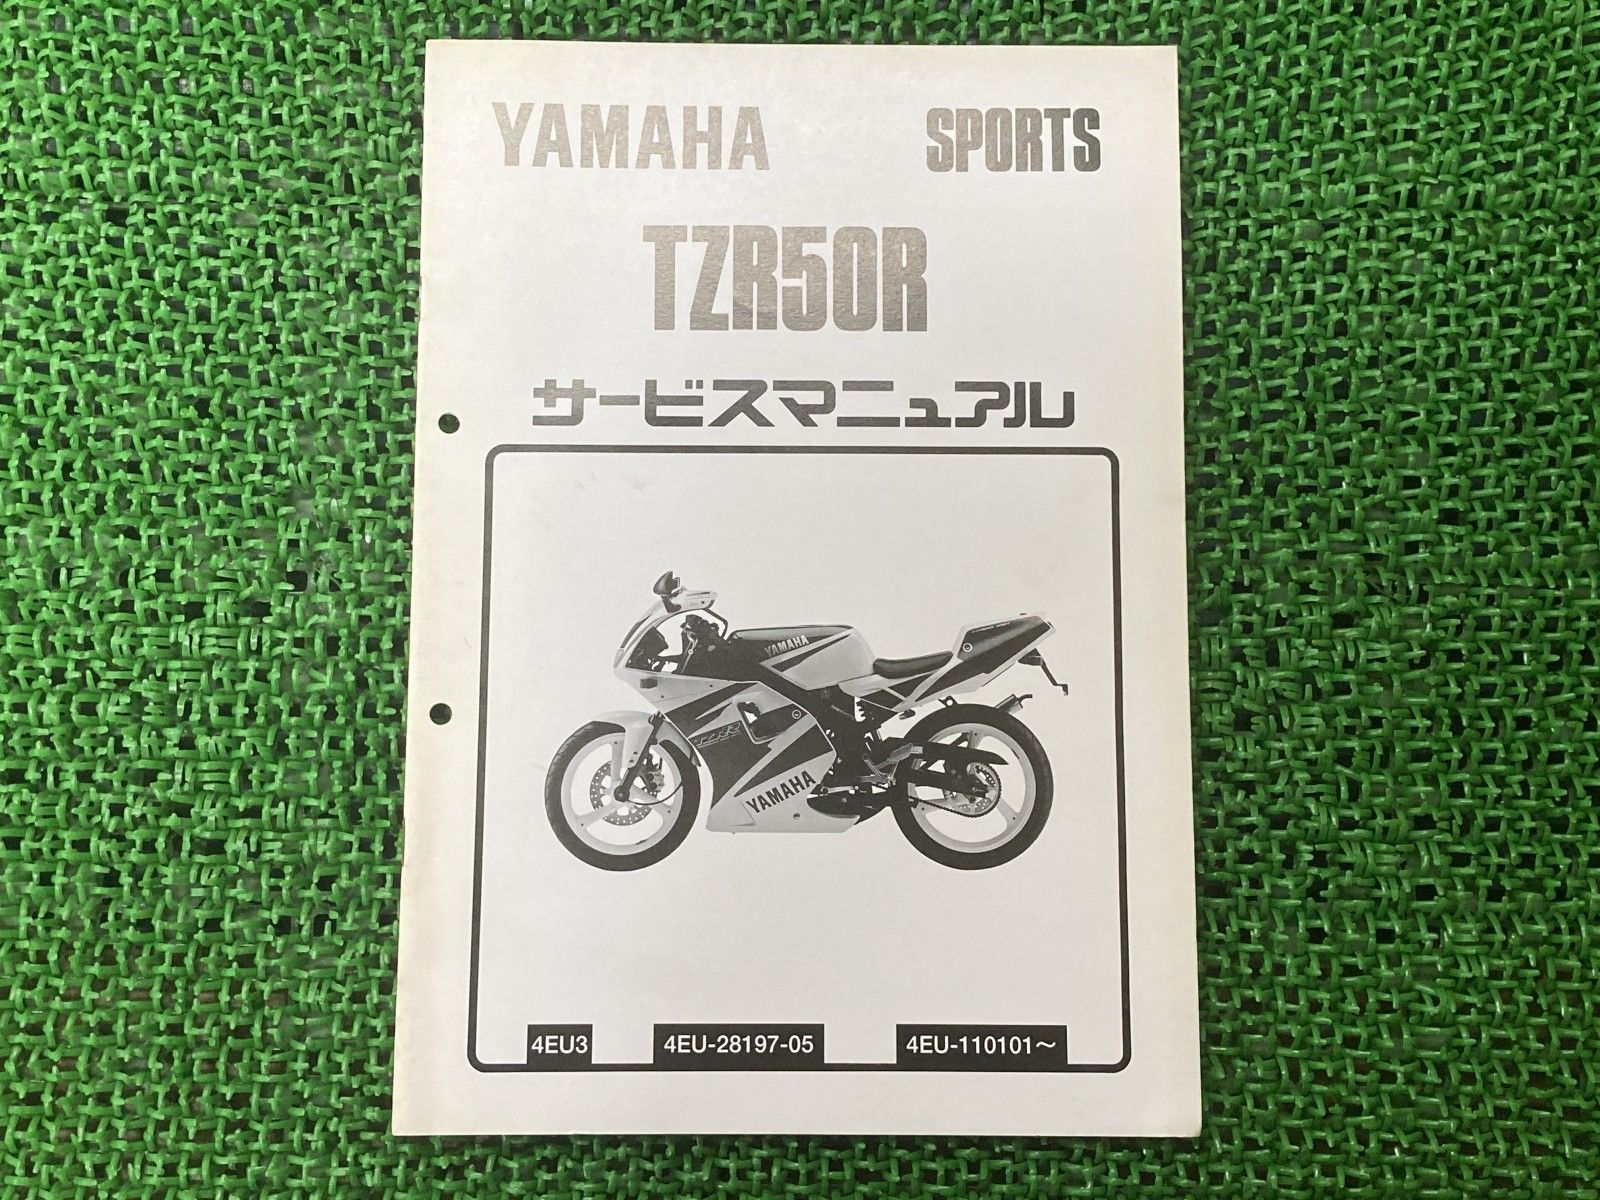 YAMAHA SPORTS
TZR50R
サービスマニュアル
YAMAHA
TZR
YAMAHA
4EU3 4EU-28197-05 4EU-110101～